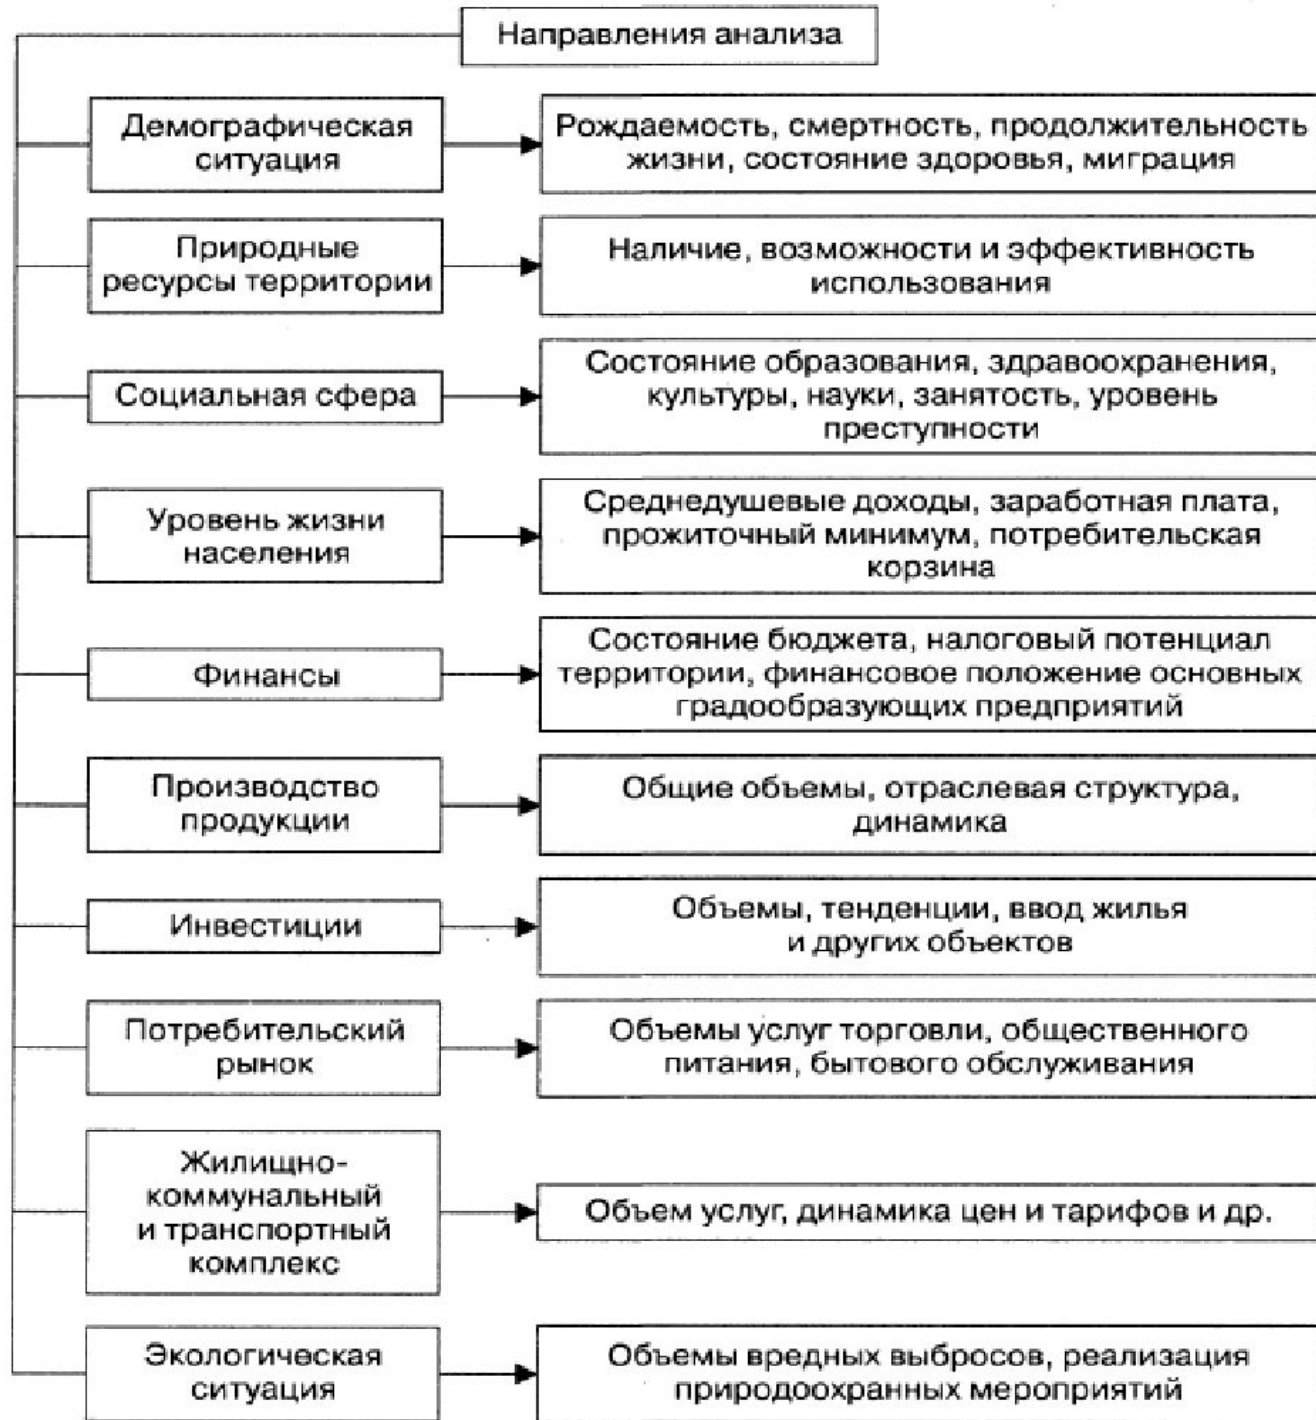 Направления анализа
Демографическая
ситуация
Рождаемость, смертность, продолжительность
жизни, состояние здоровья, миграция
Природные
ресурсы территории
Наличие, возможности и эффективность
использования
Социальная сфера
Состояние образования, здравоохранения,
культуры, науки, занятость, уровень
преступности
Уровень жизни
населения
Среднедушевые доходы, заработная плата,
прожиточный минимум, потребительская
корзина
Финансы
Состояние бюджета, налоговый потенциал
территории, финансовое положение основных
градообразующих предприятий
Производство
продукции
Общие объемы, отраслевая структура,
динамика
Инвестиции
Объемы, тенденции, ввод жилья
и других объектов
Потребительский
рынок
Объемы услуг торговли, общественного
питания, бытового обслуживания
Жилищно-
коммунальный
и транспортный
комплекс
Объем услуг, динамика цен и тарифов и др.
Экологическая
ситуация
Объемы вредных выбросов, реализация
природоохранных мероприятий